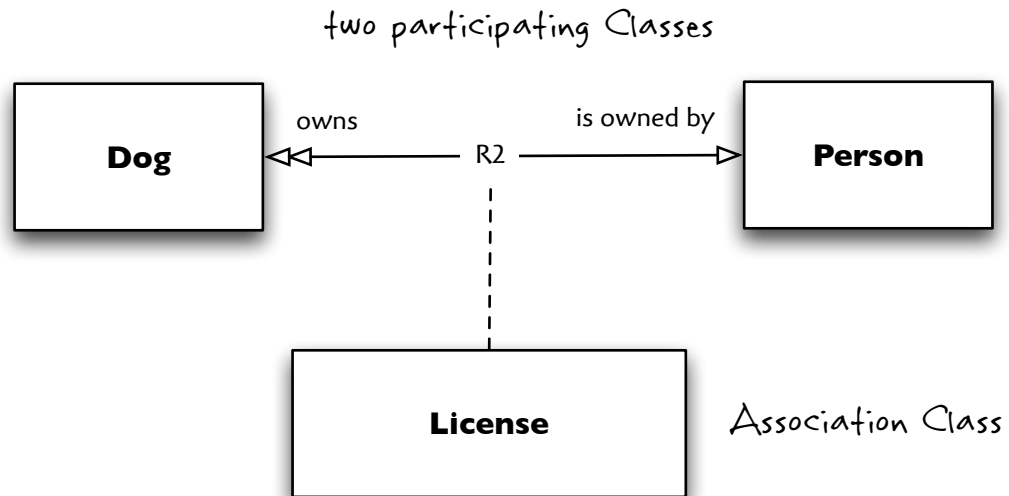 two participating Classes
owns
is owned by
Dog
R2
Person
License
Association Class